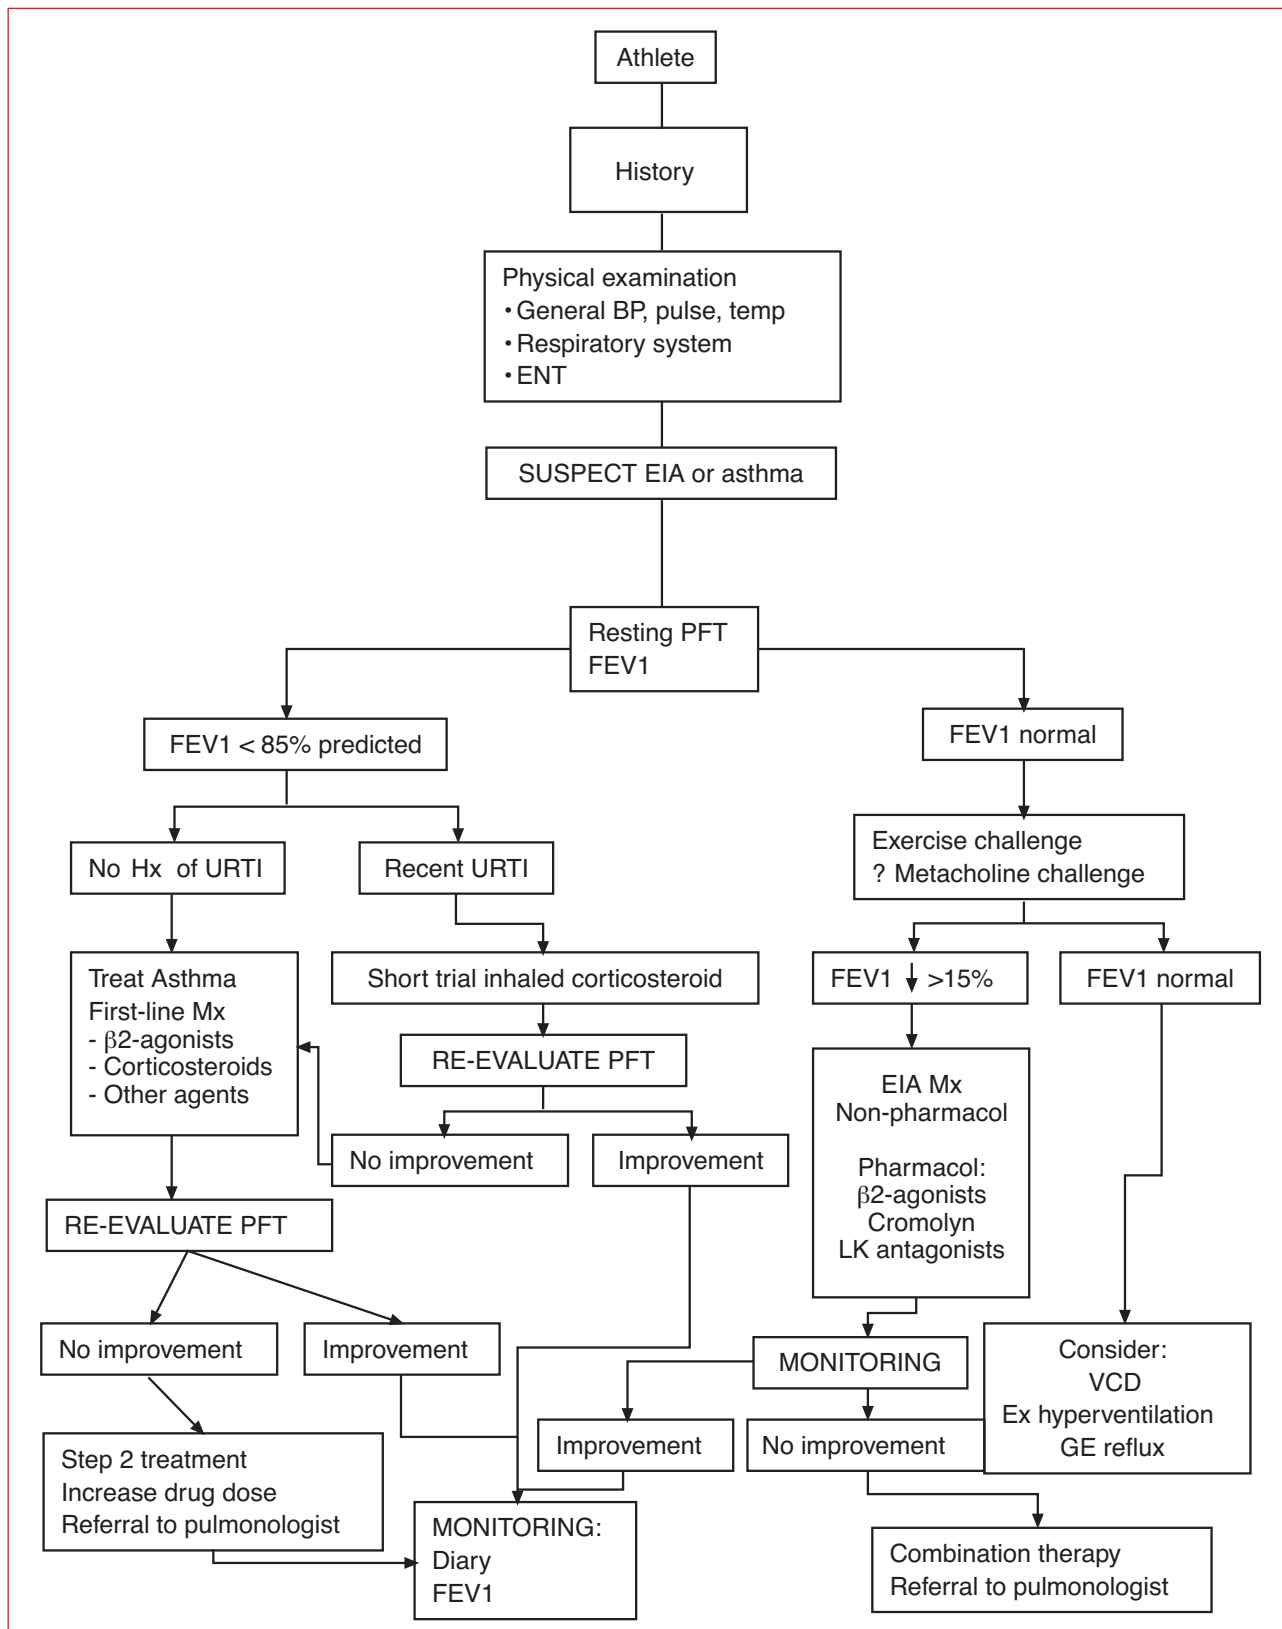 Athlete
History
Physical examination
• General BP, pulse, temp
• Respiratory system
• ENT
SUSPECT EIA or asthma
Resting PFT
FEV1
FEV1 < 85% predicted
FEV1 normal
No Hx of URTI
Recent URTI
Exercise challenge
? Metacholine challenge
Treat Asthma
First-line Mx
- β2-agonists
- Corticosteroids
- Other agents
Short trial inhaled corticosteroid
RE-EVALUATE PFT
No improvement
Improvement
FEV1 ↓ >15%
FEV1 normal
EIA Mx
Non-pharmacol
Pharmacol:
β2-agonists
Cromolyn
LK antagonists
RE-EVALUATE PFT
No improvement
Improvement
Step 2 treatment
Increase drug dose
Referral to pulmonologist
MONITORING
Improvement
No improvement
Consider:
VCD
Ex hyperventilation
GE reflux
MONITORING:
Diary
FEV1
Combination therapy
Referral to pulmonologist